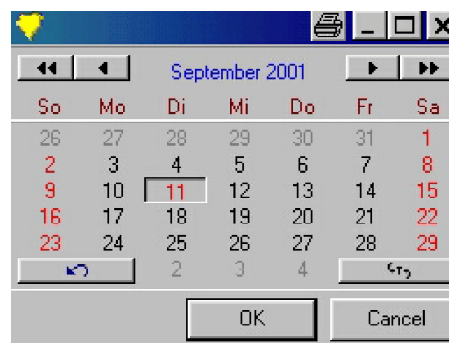 September 2001
So Mo Di Mi Do Fr Sa
26 27 28 29 30 31 1
2 3 4 5 6 7 8
9 10 11 12 13 14 15
16 17 18 19 20 21 22
23 24 25 26 27 28 29
2 3 4
OK Cancel